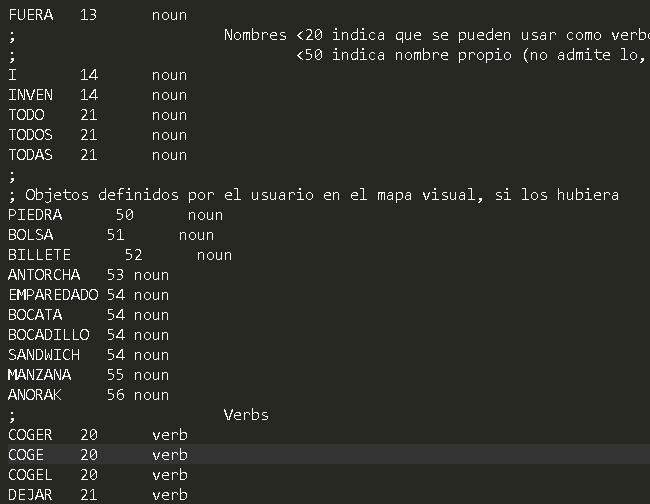 FUERA 13 noun
; Nombres <20 indica que se pueden usar como verbo
; <50 indica nombre propio (no admite lo,
I 14 noun
INVEN 14 noun
TODO 21 noun
TODOS 21 noun
TODAS 21 noun
;
; Objetos definidos por el usuario en el mapa visual, si los hubiera
PIEDRA 50 noun
BOLSA 51 noun
BILLETE 52 noun
ANTORCHA 53 noun
EMPAREDADO 54 noun
BOCATA 54 noun
BOCADILLO 54 noun
SANDWICH 54 noun
MANZANA 55 noun
ANORAK 56 noun
; Verbs
COGER 20 verb
COGE 20 verb
COGEL 20 verb
DEJAR 21 verb